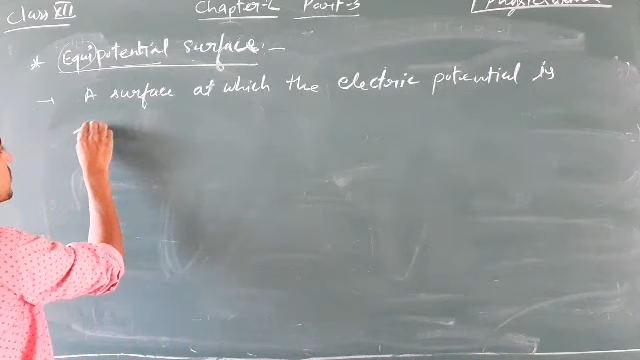 Class XII Chapter-2 Part-3
* Equipotential surface:-
→ A surface at which the electric potential is